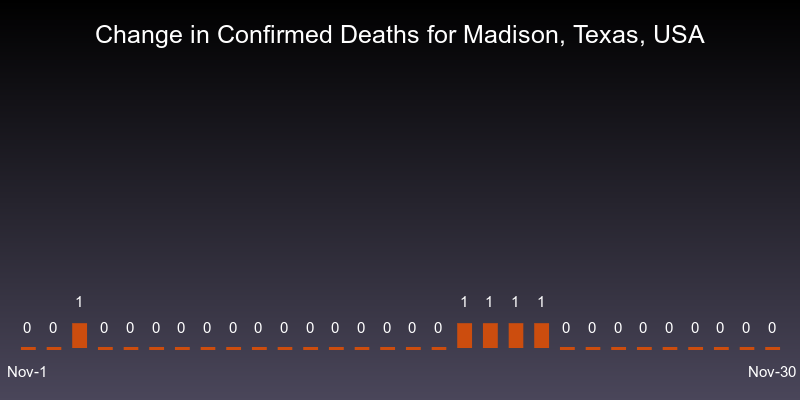 Change in Confirmed Deaths for Madison, Texas, USA
1 1 1 1 1
0 0 0 0 0 0 0 0 0 0 0 0 0 0 0 0 0 0 0 0 0 0 0 0 0
Nov-1 Nov-30